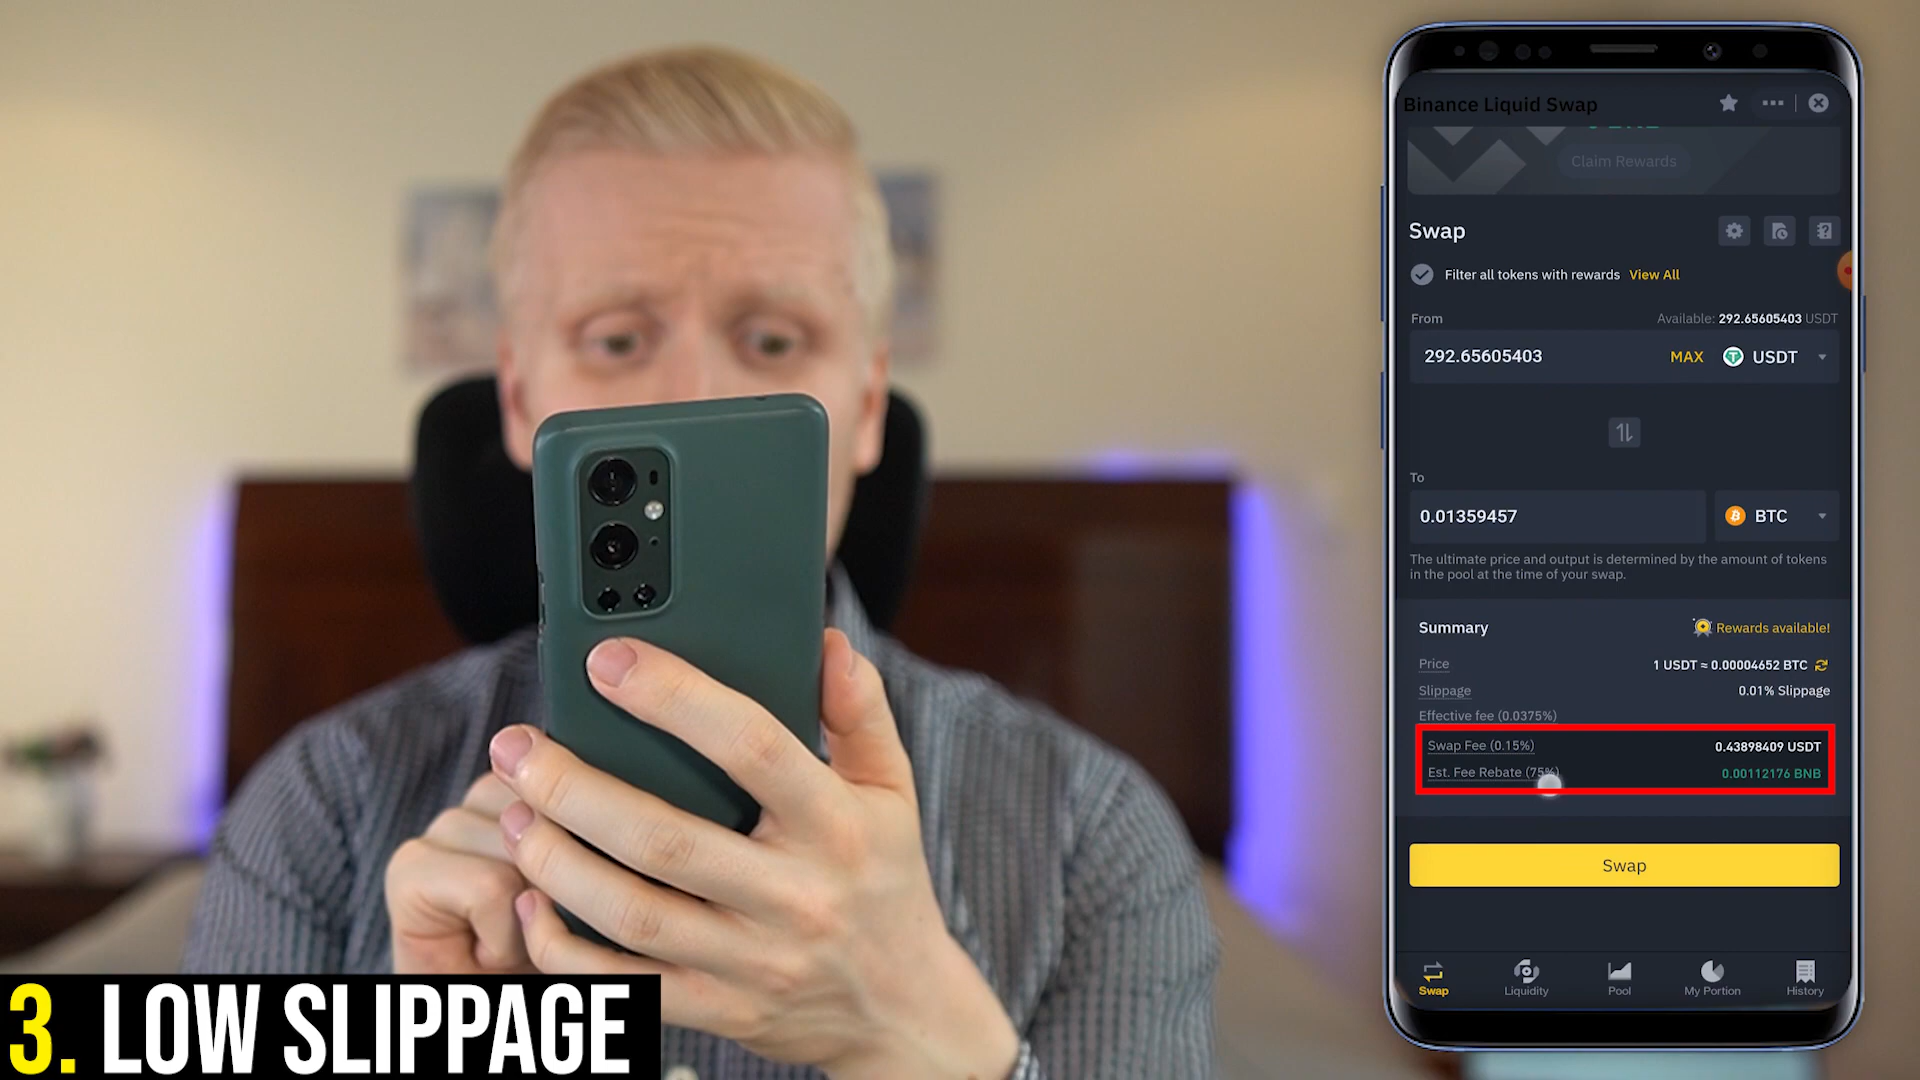 Binance Liquid Swap
Claim Rewards
Swap
Filter all tokens with rewards View All
From Available: 292.65605403 USDT
292.65605403 MAX USDT
To
0.01359457 BTC
The ultimate price and output is determined by the amount of tokens
in the pool at the time of your swap.
Summary Rewards available!
Price 1 USDT ≈ 0.00004652 BTC
Slippage 0.01% Slippage
Effective fee (0.0375%)
Swap Fee (0.15%) 0.43898409 USDT
Est. Fee Rebate (75%) 0.00112176 BNB
Swap
Swap Liquidity Pool My Portion History
3. LOW SLIPPAGE